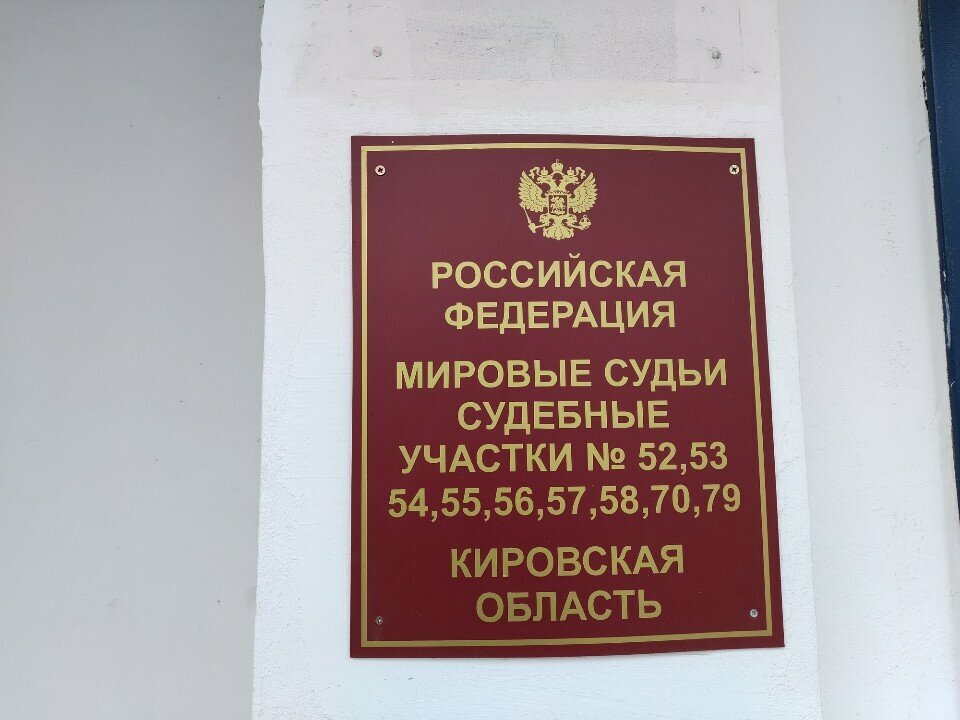 РОССИЙСКАЯ
ФЕДЕРАЦИЯ
МИРОВЫЕ СУДЬИ
СУДЕБНЫЕ
УЧАСТКИ № 52,53
54,55,56,57,58,70,79
КИРОВСКАЯ
ОБЛАСТЬ